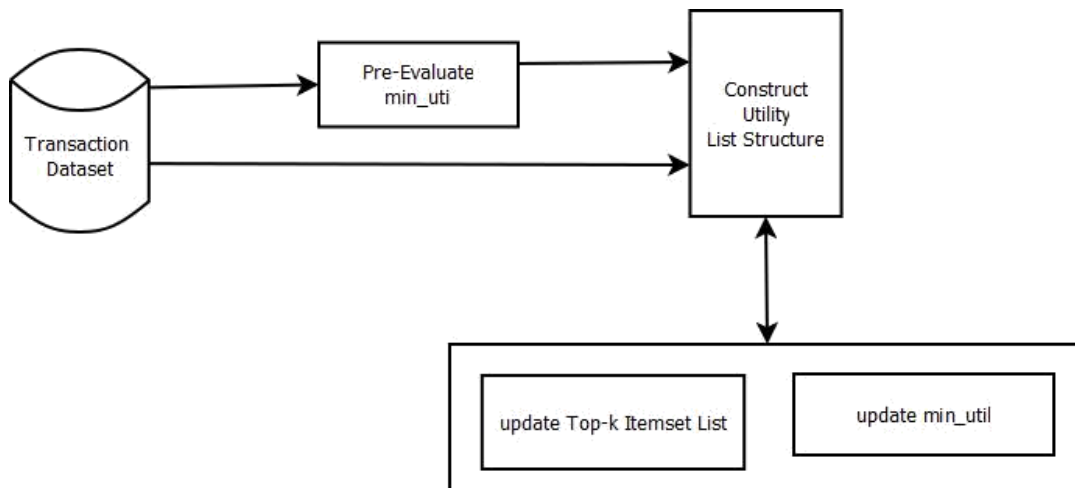 Pre-Evaluate
min_uti
Construct
Utility
List Structure
Transaction
Dataset
update Top-k Itemset List
update min_util